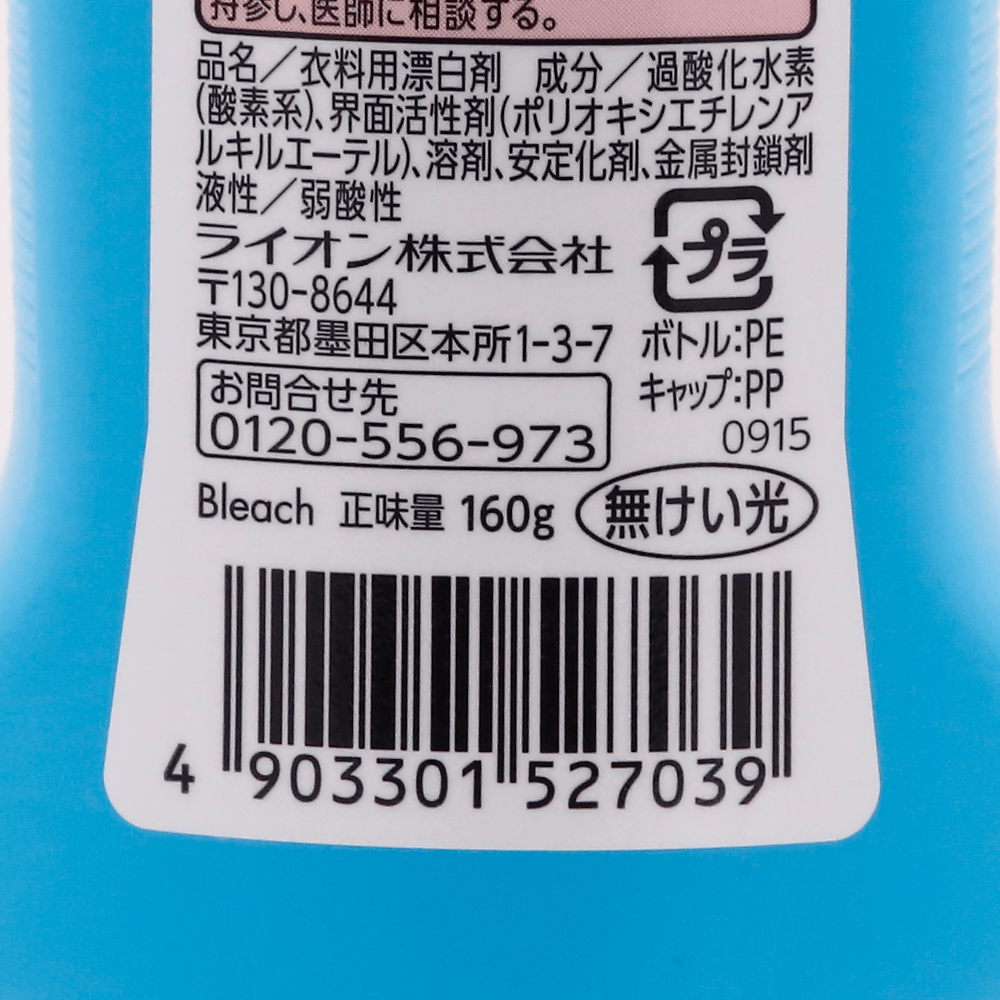 持参し、医師に相談する。
品名／衣料用漂白剤　成分／過酸化水素
(酸素系)、界面活性剤(ポリオキシエチレンア
ルキルエーテル)、溶剤、安定化剤、金属封鎖剤
液性／弱酸性
プラ
ライオン株式会社
〒130-8644
東京都墨田区本所1-3-7
ボトル:PE
キャップ:PP
0915
お問合せ先
0120-556-973
Bleach 正味量 160g 無けい光
4 903301 527039